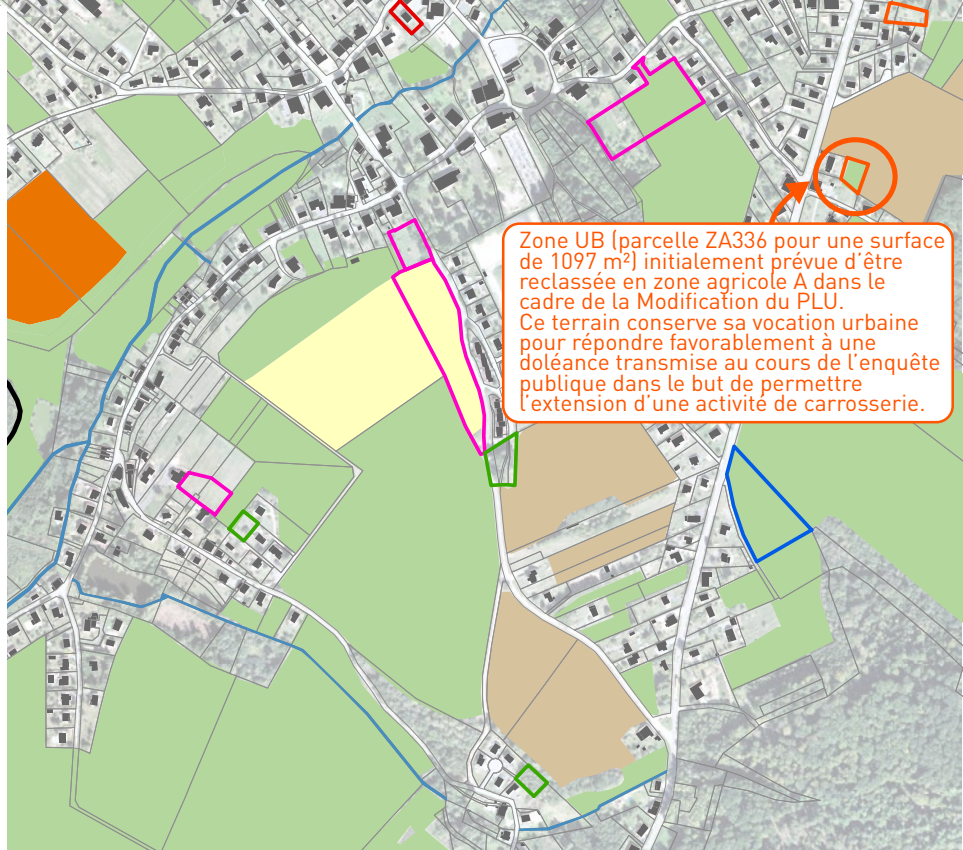 Zone UB (parcelle ZA336 pour une surface
de 1097 m²) initialement prévue d'être
reclassée en zone agricole A dans le
cadre de la Modification du PLU.
Ce terrain conserve sa vocation urbaine
pour répondre favorablement à une
doléance transmise au cours de l'enquête
publique dans le but de permettre
l'extension d'une activité de carrosserie.